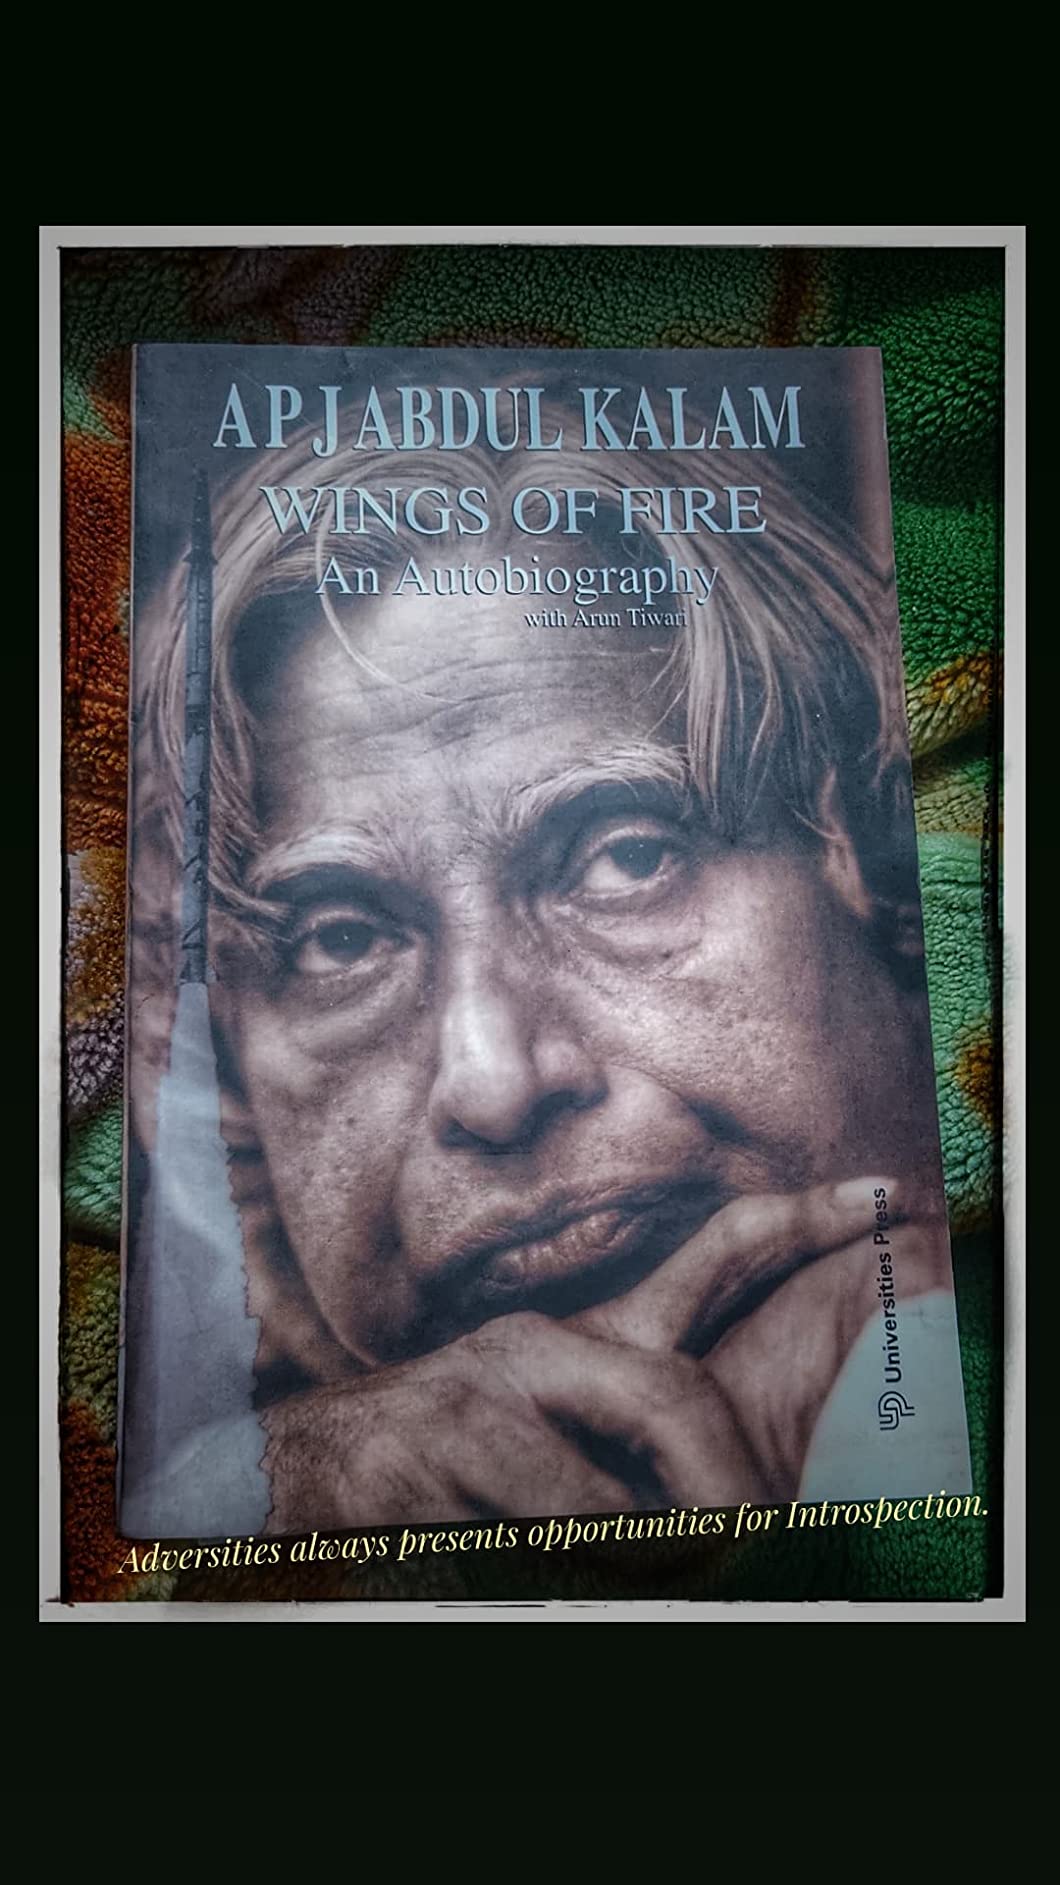 A P J ABDUL KALAM
WINGS OF FIRE
An Autobiography
with Arun Tiwari
Universities Press
Adversities always presents opportunities for Introspection.